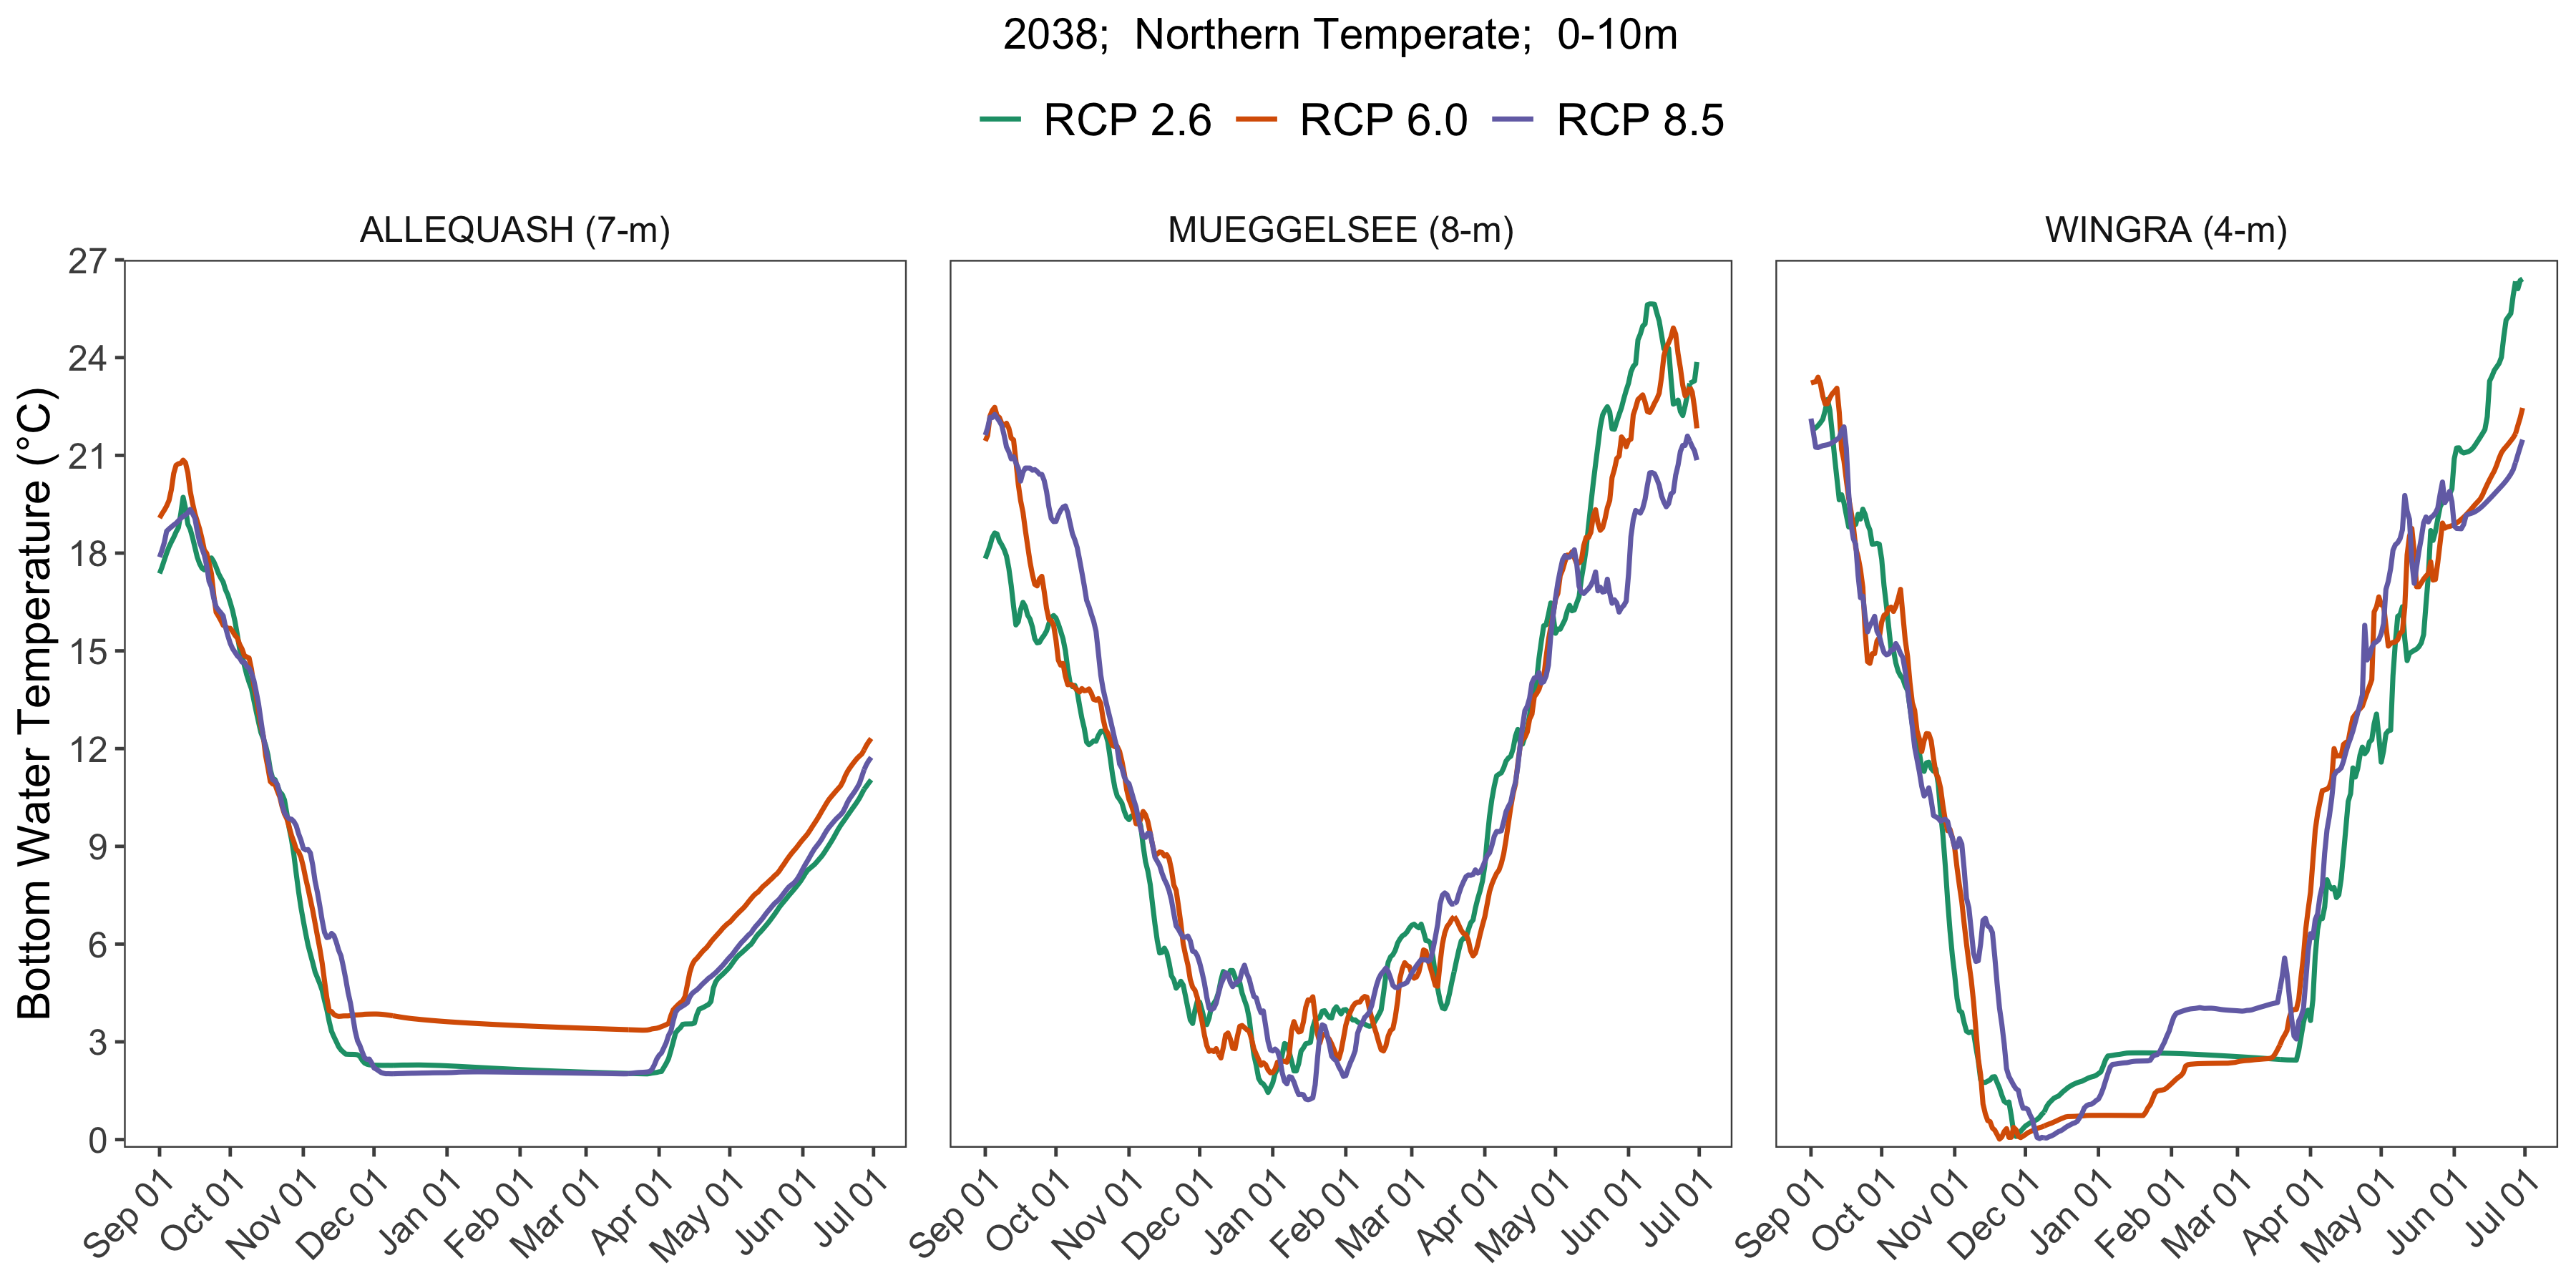 2038;  Northern Temperate;  0-10m
RCP 2.6 RCP 6.0 RCP 8.5
ALLEQUASH (7-m) MUEGGELSEE (8-m) WINGRA (4-m)
Bottom Water Temperature (°C)
27
24
21
18
15
12
9
6
3
0
Sep 01 Oct 01 Nov 01 Dec 01 Jan 01 Feb 01 Mar 01 Apr 01 May 01 Jun 01 Jul 01
Sep 01 Oct 01 Nov 01 Dec 01 Jan 01 Feb 01 Mar 01 Apr 01 May 01 Jun 01 Jul 01
Sep 01 Oct 01 Nov 01 Dec 01 Jan 01 Feb 01 Mar 01 Apr 01 May 01 Jun 01 Jul 01